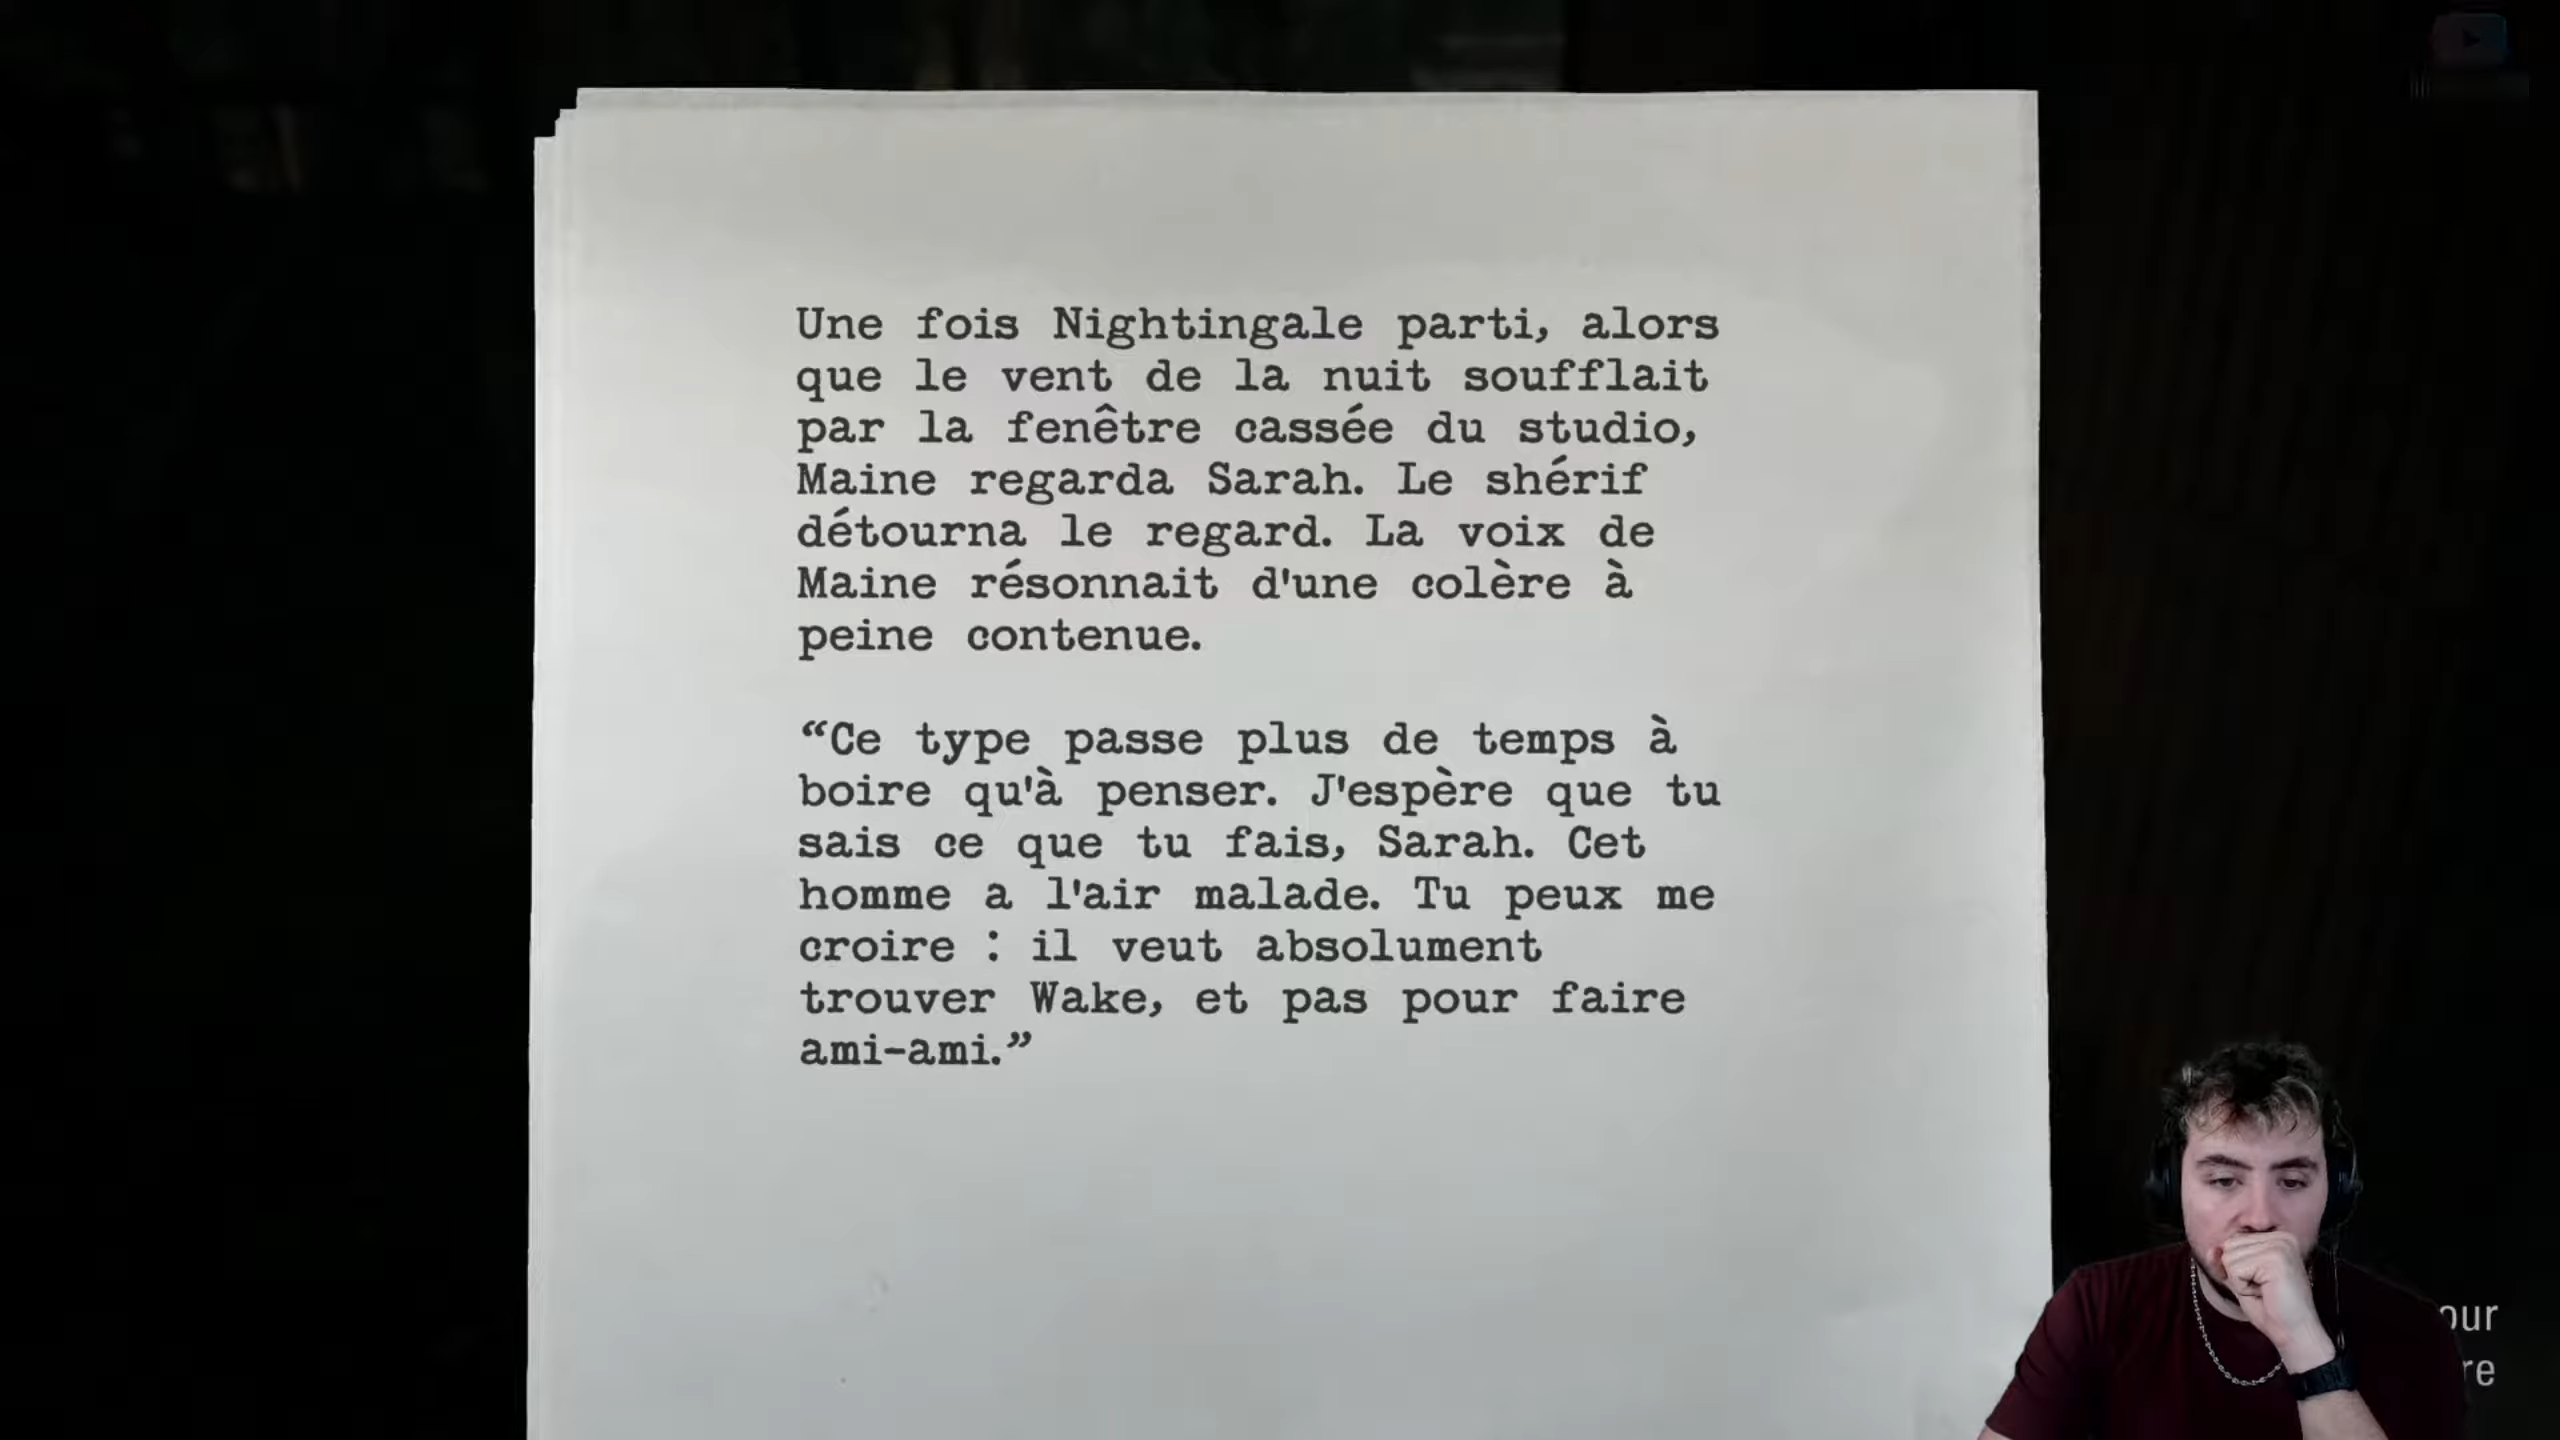 Une fois Nightingale parti, alors
que le vent de la nuit soufflait
par la fenêtre cassée du studio,
Maine regarda Sarah. Le shérif
détourna le regard. La voix de
Maine résonnait d'une colère à
peine contenue.
“Ce type passe plus de temps à
boire qu'à penser. J'espère que tu
sais ce que tu fais, Sarah. Cet
homme a l'air malade. Tu peux me
croire : il veut absolument
trouver Wake, et pas pour faire
ami-ami.”